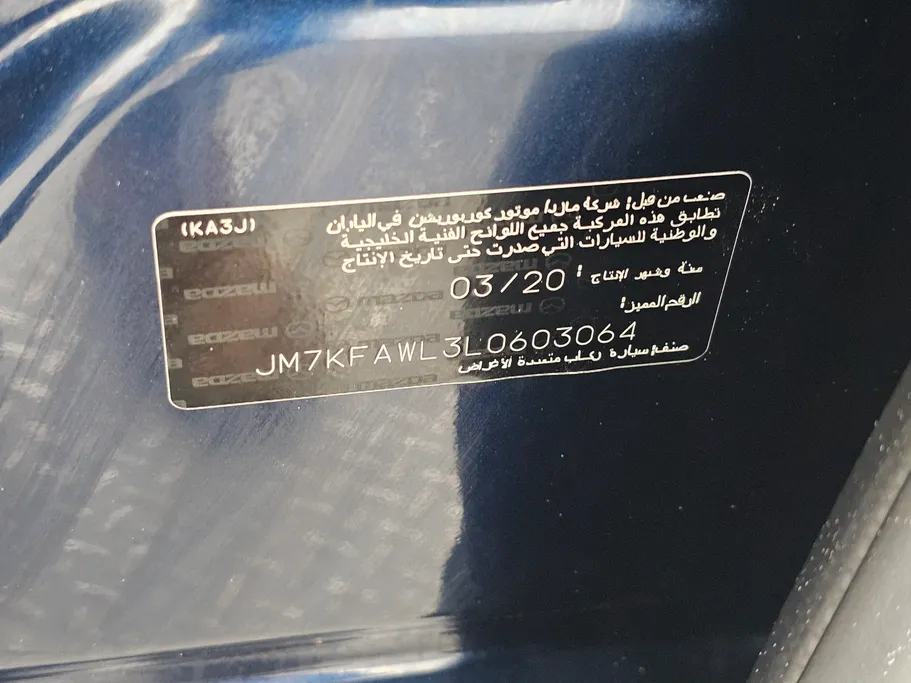 (KA3J)
صنعت من قبل: شركة مازدا موتور كوربوريشن في اليابان
تطابق هذه المركبة جميع اللوائح الفنية الخليجية
والوطنية للسيارات التي صدرت حتى تاريخ الإنتاج
سنة وشهر الإنتاج: 03/20
الرقم المميز:
JM7KFAWL3L0603064
صنف: سيارة ركاب متعددة الأغراض